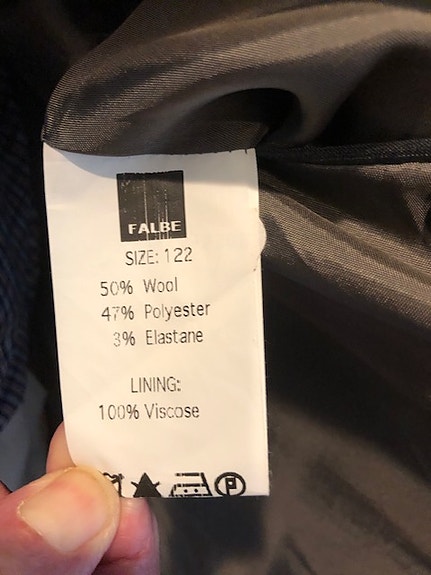 FALBE
SIZE: 122
50% Wool
47% Polyester
3% Elastane
LINING:
100% Viscose
P